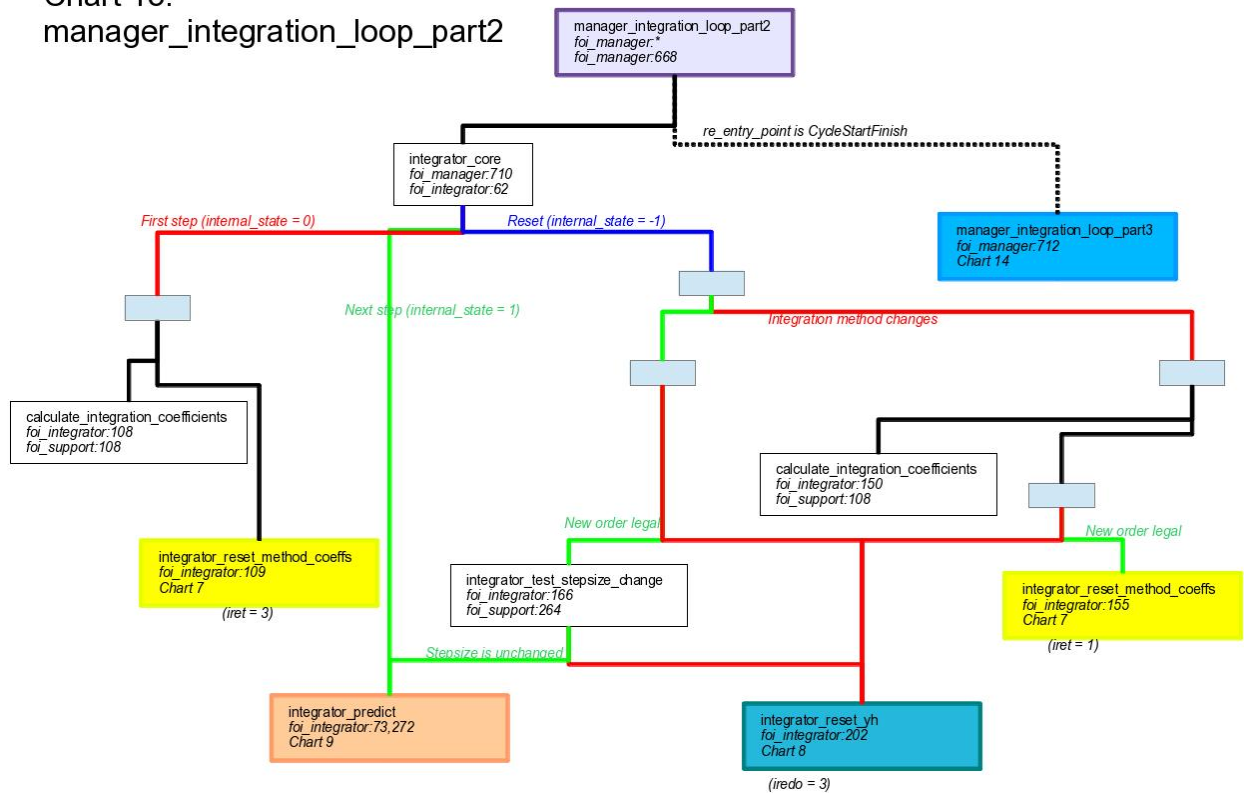 manager_integration_loop_part2
manager_integration_loop_part2
foi_manager:*
foi_manager:668
re_entry_point is CycleStartFinish
integrator_core
foi_manager:710
foi_integrator:62
First step (internal_state = 0)
Reset (internal_state = -1)
manager_integration_loop_part3
foi_manager:712
Chart 14
Next step (internal_state = 1)
Integration method changes
calculate_integration_coefficients
foi_integrator:108
foi_support:108
calculate_integration_coefficients
foi_integrator:150
foi_support:108
New order legal
New order legal
integrator_reset_method_coeffs
foi_integrator:109
Chart 7
(iret = 3)
integrator_test_stepsize_change
foi_integrator:166
foi_support:264
integrator_reset_method_coeffs
foi_integrator:155
Chart 7
(iret = 1)
Stepsize is unchanged
integrator_predict
foi_integrator:73,272
Chart 9
integrator_reset_yh
foi_integrator:202
Chart 8
(iredo = 3)